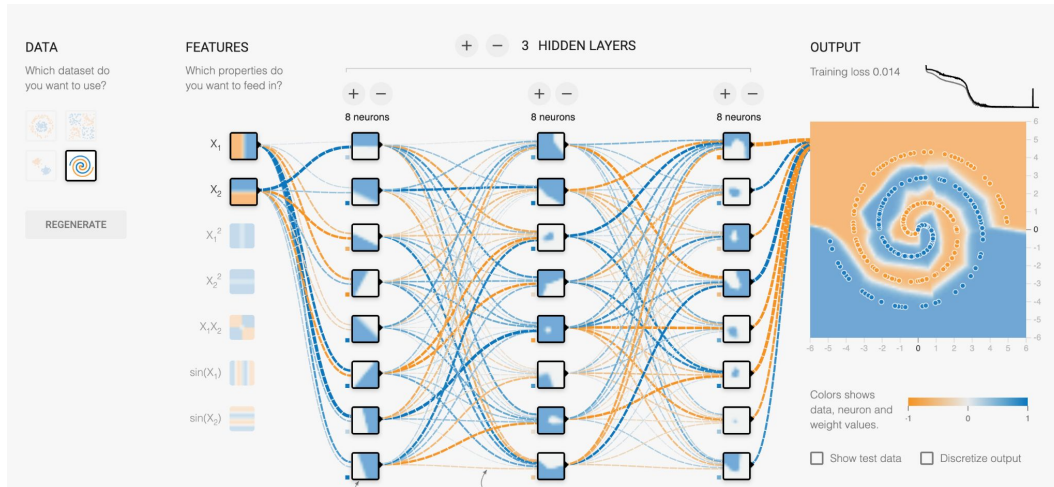 DATA
Which dataset do
you want to use?
REGENERATE
FEATURES
Which properties do
you want to feed in?
X₁
X₂
X₁²
X₂²
X₁X₂
sin(X₁)
sin(X₂)
+ − 3 HIDDEN LAYERS
+ −
8 neurons
+ −
8 neurons
+ −
8 neurons
OUTPUT
Training loss 0.014
6
5
4
3
2
1
0
-1
-2
-3
-4
-5
-6
-6 -5 -4 -3 -2 -1 0 1 2 3 4 5 6
Colors shows
data, neuron and
weight values.
-1 0 1
Show test data
Discretize output